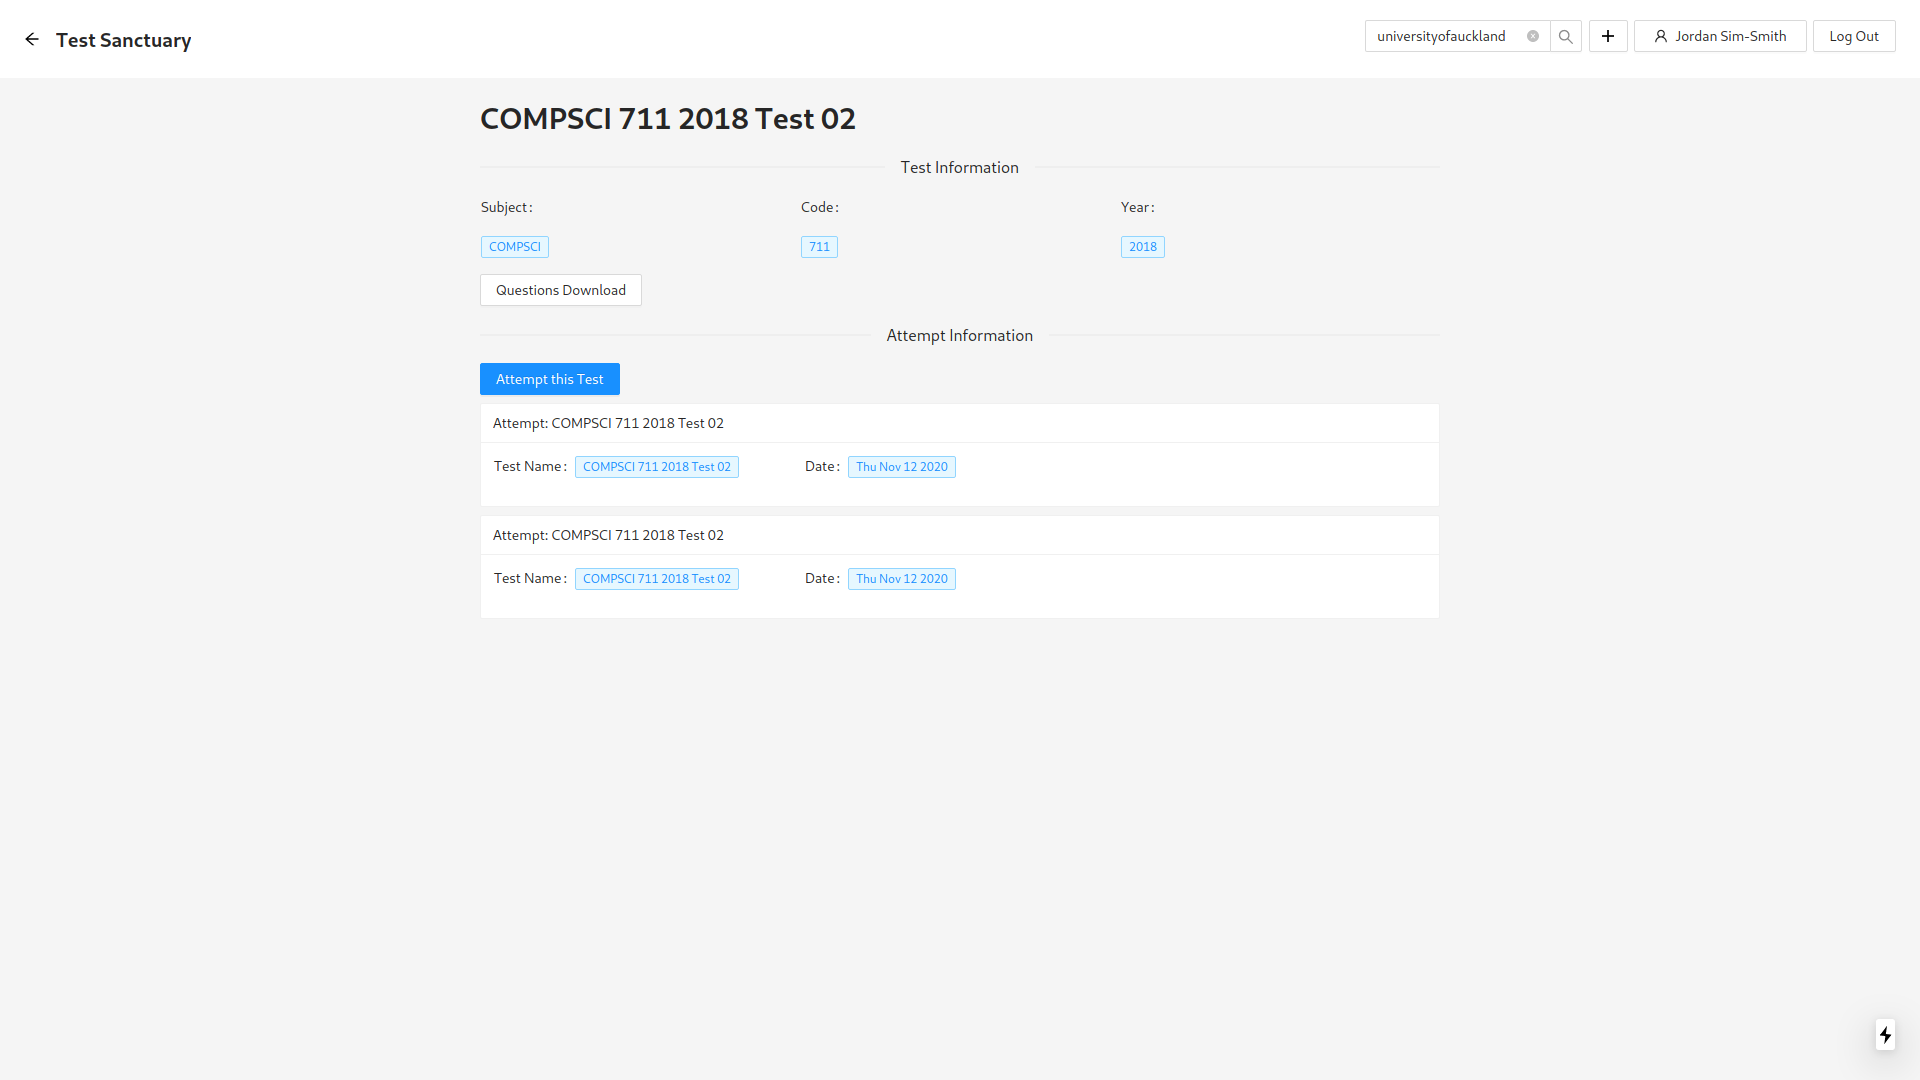 Test Sanctuary
universityofauckland
Jordan Sim-Smith
Log Out
COMPSCI 711 2018 Test 02
Test Information
Subject:
Code:
Year:
COMPSCI
711
2018
Questions Download
Attempt Information
Attempt this Test
Attempt: COMPSCI 711 2018 Test 02
Test Name: COMPSCI 711 2018 Test 02 Date: Thu Nov 12 2020
Attempt: COMPSCI 711 2018 Test 02
Test Name: COMPSCI 711 2018 Test 02 Date: Thu Nov 12 2020